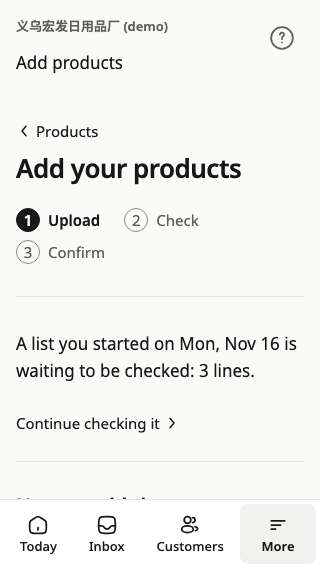 义乌宏发日用品厂 (demo)
Add products
?
Products
Add your products
1 Upload 2 Check
3 Confirm
A list you started on Mon, Nov 16 is
waiting to be checked: 3 lines.
Continue checking it
Today Inbox Customers More